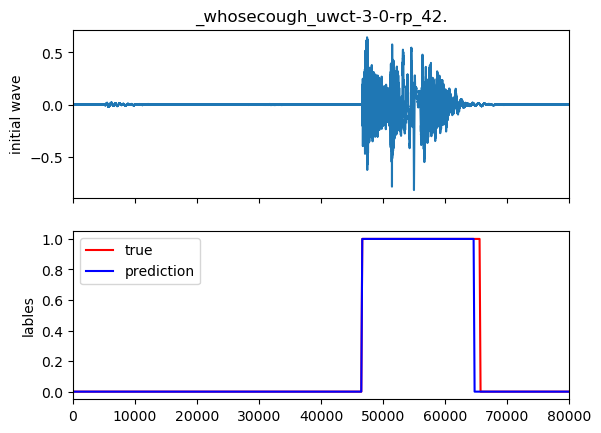 _whosecough_uwct-3-0-rp_42.
initial wave
0.5
0.0
−0.5
lables
1.0
0.8
0.6
0.4
0.2
0.0
true
prediction
0 10000 20000 30000 40000 50000 60000 70000 80000